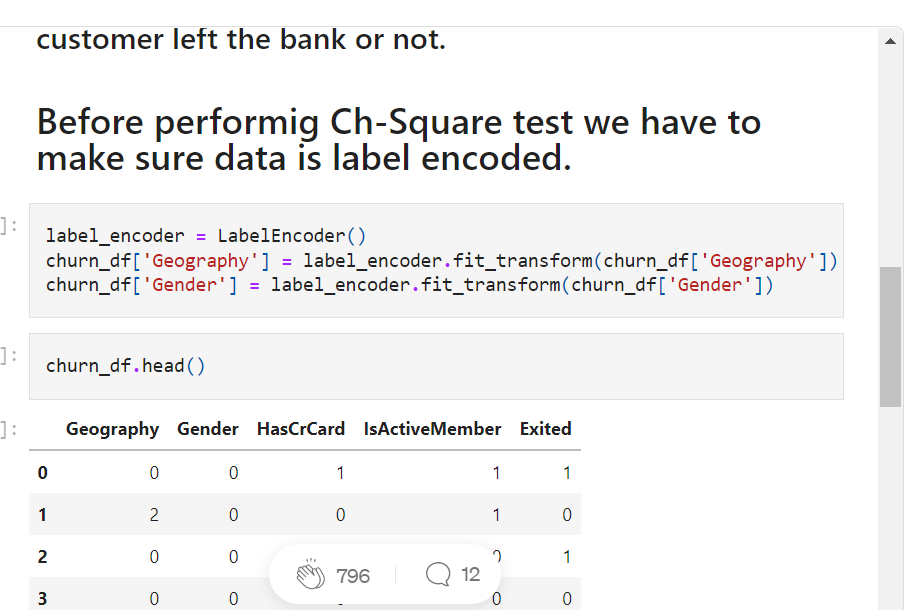 customer left the bank or not.
Before performig Ch-Square test we have to
make sure data is label encoded.
]:
label_encoder = LabelEncoder()
churn_df['Geography'] = label_encoder.fit_transform(churn_df['Geography'])
churn_df['Gender'] = label_encoder.fit_transform(churn_df['Gender'])
]: churn_df.head()
]: Geography Gender HasCrCard IsActiveMember Exited
0 0 0 1 1 1
1 2 0 0 1 0
2 0 0 0 1
3 0 0 0 0
796 12